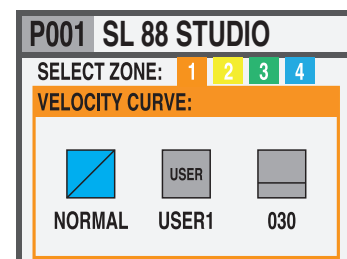 P001 SL 88 STUDIO
SELECT ZONE: 1 2 3 4
VELOCITY CURVE:
USER
NORMAL USER1 030